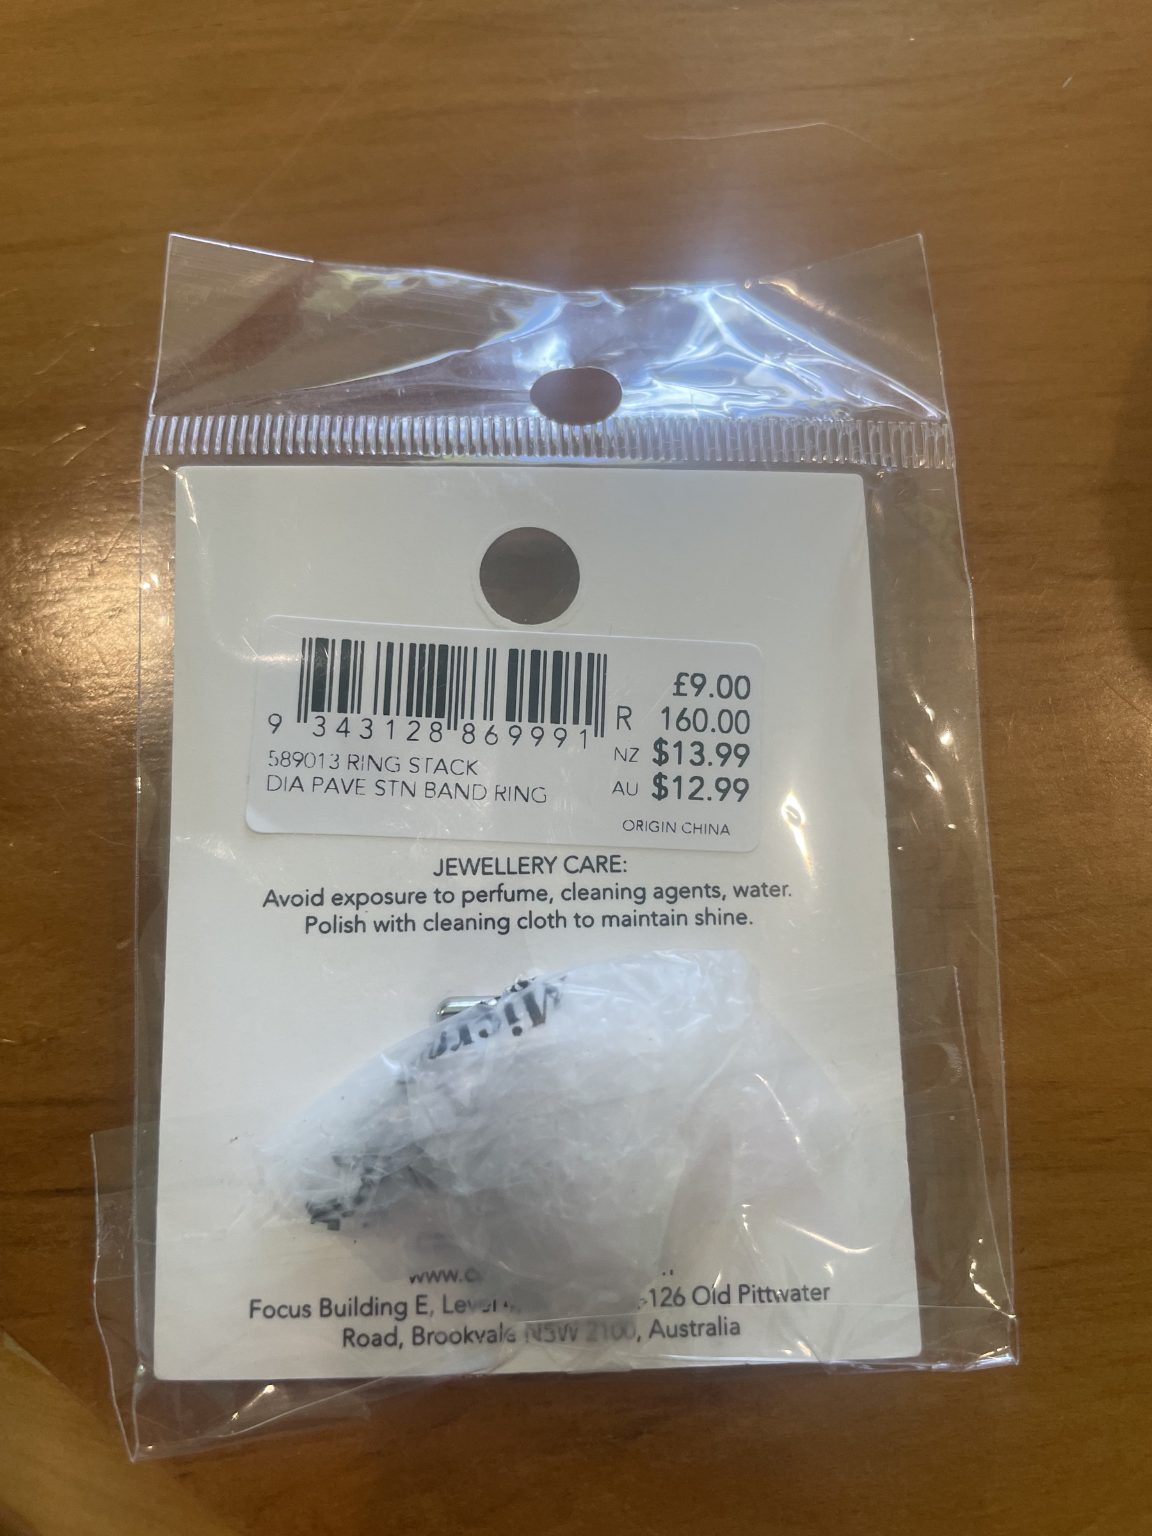 £9.00
R 160.00
9 343128 869991
NZ $13.99
589013 RING STACK
AU $12.99
DIA PAVE STN BAND RING
ORIGIN CHINA
JEWELLERY CARE:
Avoid exposure to perfume, cleaning agents, water.
Polish with cleaning cloth to maintain shine.
www.
Focus Building E, Level -126 Old Pittwater
Road, Brookvale NSW 2100, Australia